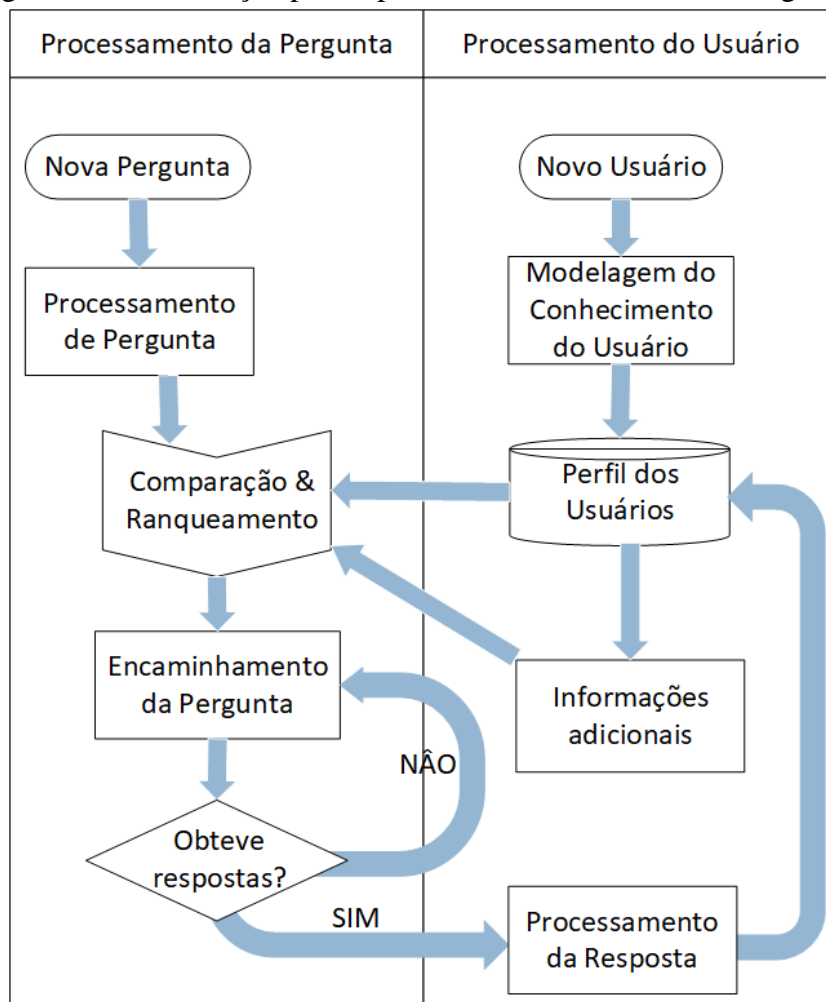 Processamento da Pergunta
Processamento do Usuário
Nova Pergunta
Novo Usuário
Processamento
de Pergunta
Modelagem do
Conhecimento
do Usuário
Comparação &
Ranqueamento
Perfil dos
Usuários
Encaminhamento
da Pergunta
Informações
adicionais
NÂO
Obteve
respostas?
SIM
Processamento
da Resposta